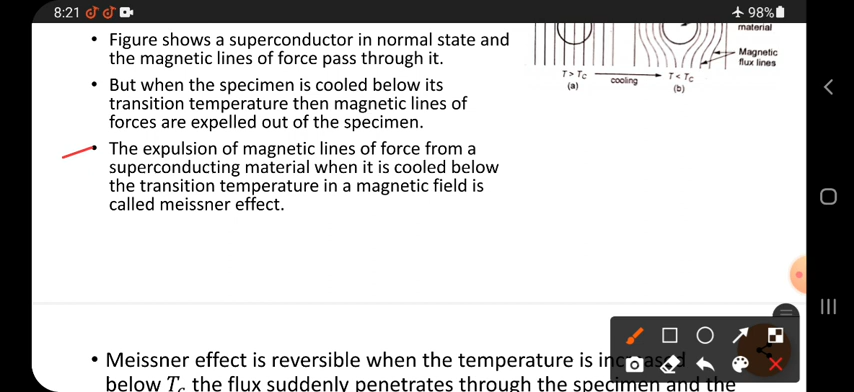 8:21
98%
• Figure shows a superconductor in normal state and
the magnetic lines of force pass through it.
• But when the specimen is cooled below its
transition temperature then magnetic lines of
forces are expelled out of the specimen.
• The expulsion of magnetic lines of force from a
superconducting material when it is cooled below
the transition temperature in a magnetic field is
called meissner effect.
material
Magnetic
flux lines
T > Tc cooling T < Tc
(a) (b)
• Meissner effect is reversible when the temperature is increased
below Tc the flux suddenly penetrates through the specimen and the